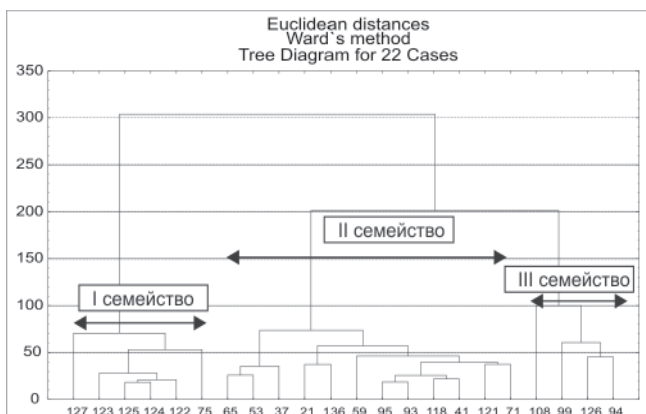 Euclidean distances
Ward`s method
Tree Diagram for 22 Cases
350
300
250
200
II семейство
150
III семейство
100
I семейство
50
0
127 123 125 124 122 75 65 53 37 21 136 59 95 93 118 41 121 71 108 99 126 94